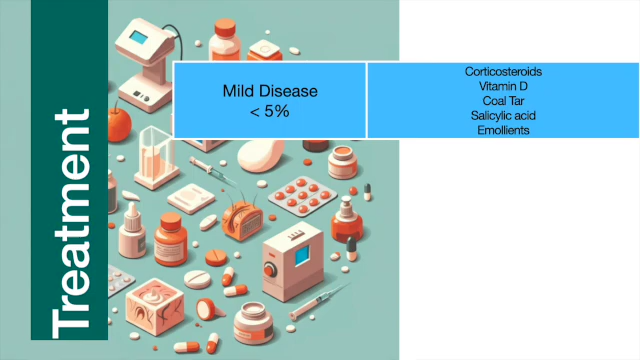 Treatment
Mild Disease
< 5%
Corticosteroids
Vitamin D
Coal Tar
Salicylic acid
Emollients